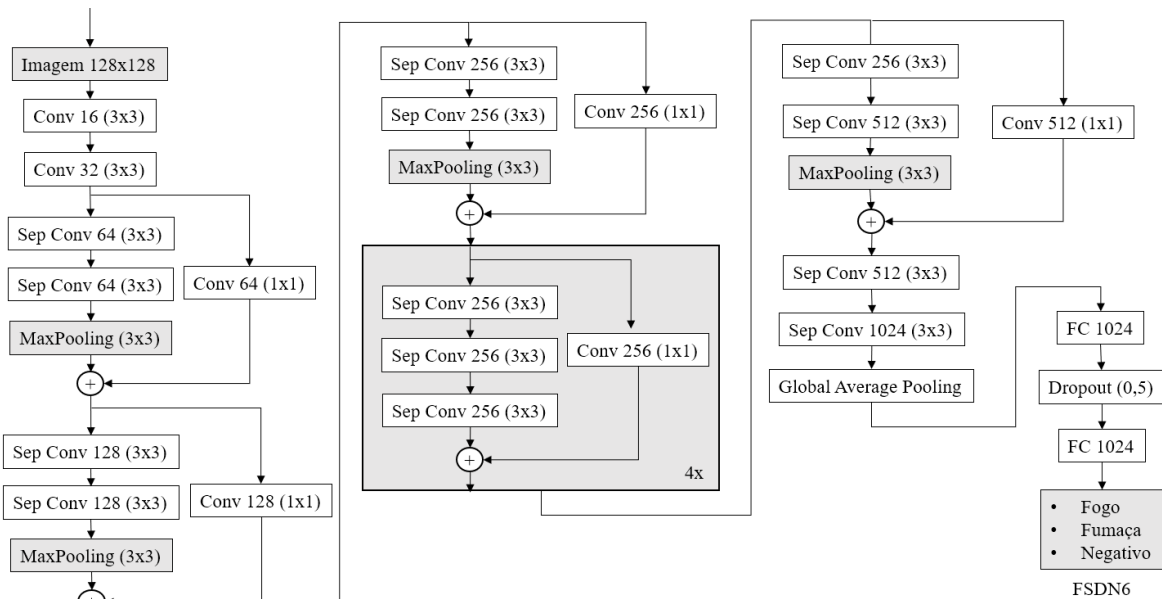 Imagem 128x128
Conv 16 (3x3)
Conv 32 (3x3)
Sep Conv 64 (3x3)
Sep Conv 64 (3x3)
Conv 64 (1x1)
MaxPooling (3x3)
+
Sep Conv 128 (3x3)
Sep Conv 128 (3x3)
Conv 128 (1x1)
MaxPooling (3x3)
+
Sep Conv 256 (3x3)
Sep Conv 256 (3x3)
Conv 256 (1x1)
MaxPooling (3x3)
+
Sep Conv 256 (3x3)
Sep Conv 256 (3x3)
Conv 256 (1x1)
Sep Conv 256 (3x3)
+
4x
Sep Conv 256 (3x3)
Sep Conv 512 (3x3)
Conv 512 (1x1)
MaxPooling (3x3)
+
Sep Conv 512 (3x3)
Sep Conv 1024 (3x3)
Global Average Pooling
FC 1024
Dropout (0,5)
FC 1024
• Fogo
• Fumaça
• Negativo
FSDN6